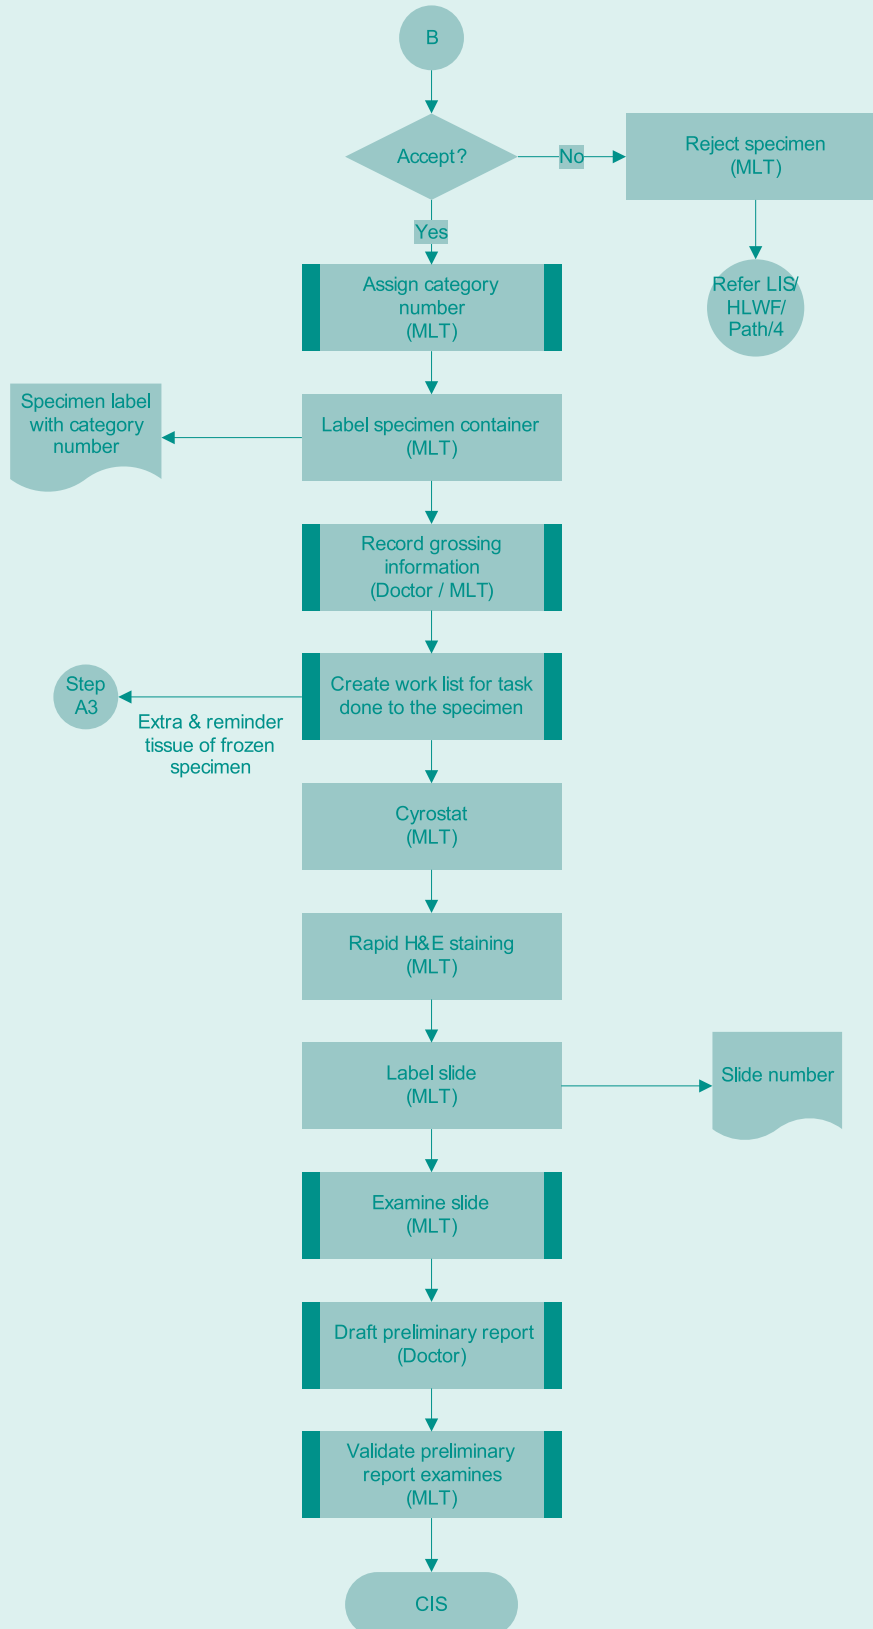 B
Accept?
No
Reject specimen
(MLT)
Yes
Refer LIS/
HLWF/
Path/4
Assign category
number
(MLT)
Specimen label
with category
number
Label specimen container
(MLT)
Record grossing
information
(Doctor / MLT)
Step
A3
Create work list for task
done to the specimen
Extra & reminder
tissue of frozen
specimen
Cyrostat
(MLT)
Rapid H&E staining
(MLT)
Label slide
(MLT)
Slide number
Examine slide
(MLT)
Draft preliminary report
(Doctor)
Validate preliminary
report examines
(MLT)
CIS